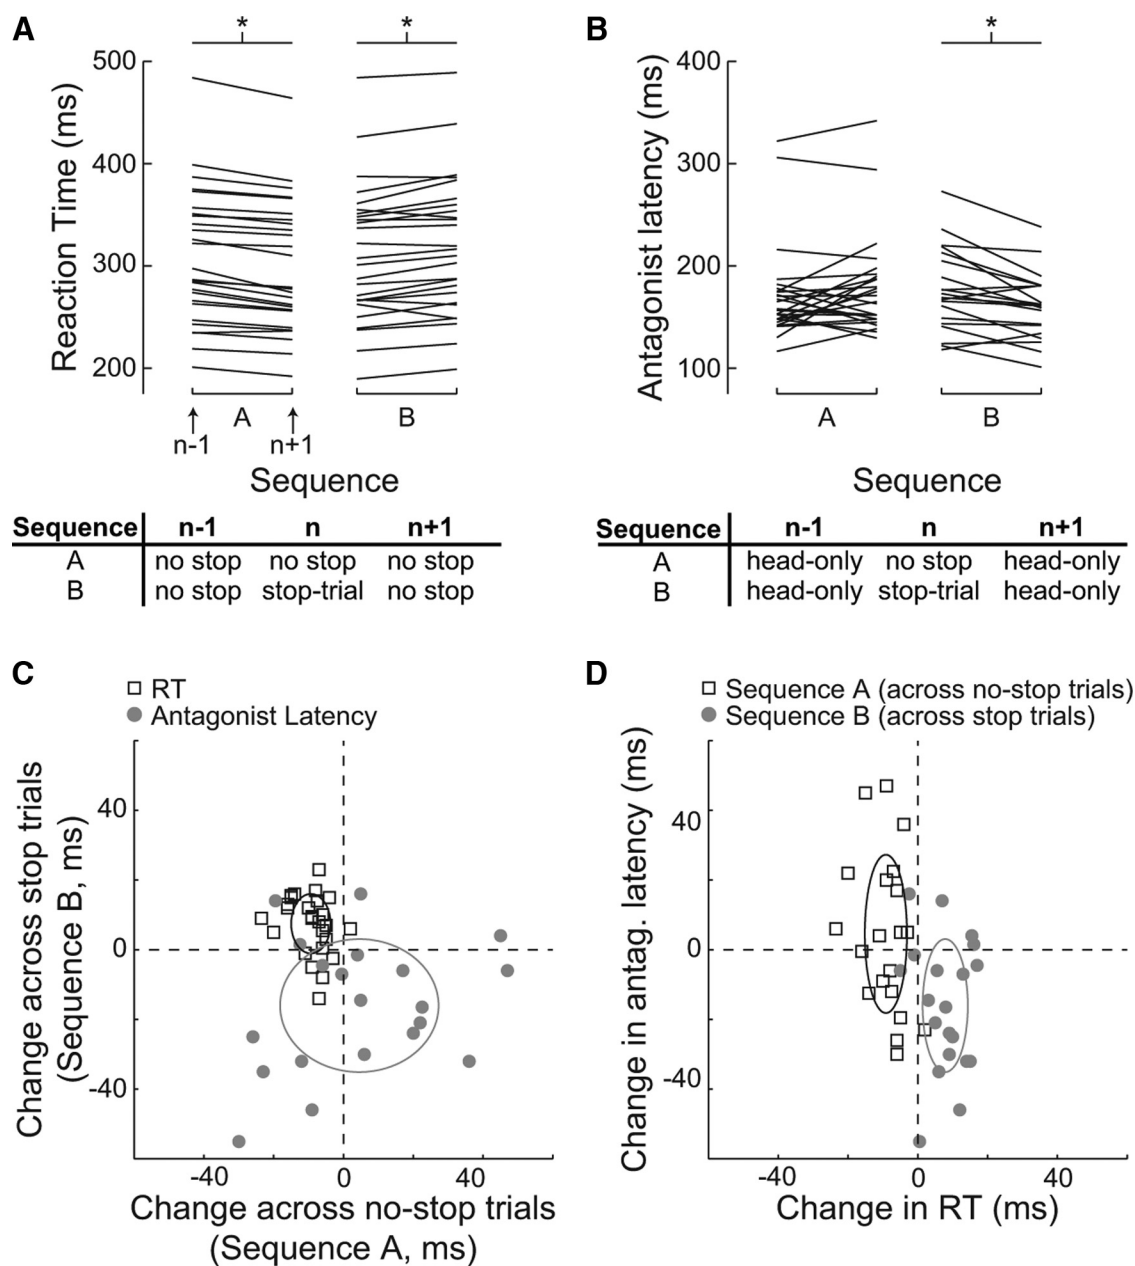 A
*
*
500
400
300
200
Reaction Time (ms)
A
B
n-1
n+1
Sequence
Sequence n-1 n n+1
A no stop no stop no stop
B no stop stop-trial no stop
B
*
400
300
200
100
Antagonist latency (ms)
A
B
Sequence
Sequence n-1 n n+1
A head-only no stop head-only
B head-only stop-trial head-only
C
RT
Antagonist Latency
40
0
-40
Change across stop trials
(Sequence B, ms)
-40 0 40
Change across no-stop trials
(Sequence A, ms)
D
Sequence A (across no-stop trials)
Sequence B (across stop trials)
40
0
-40
Change in antag. latency (ms)
-40 0 40
Change in RT (ms)